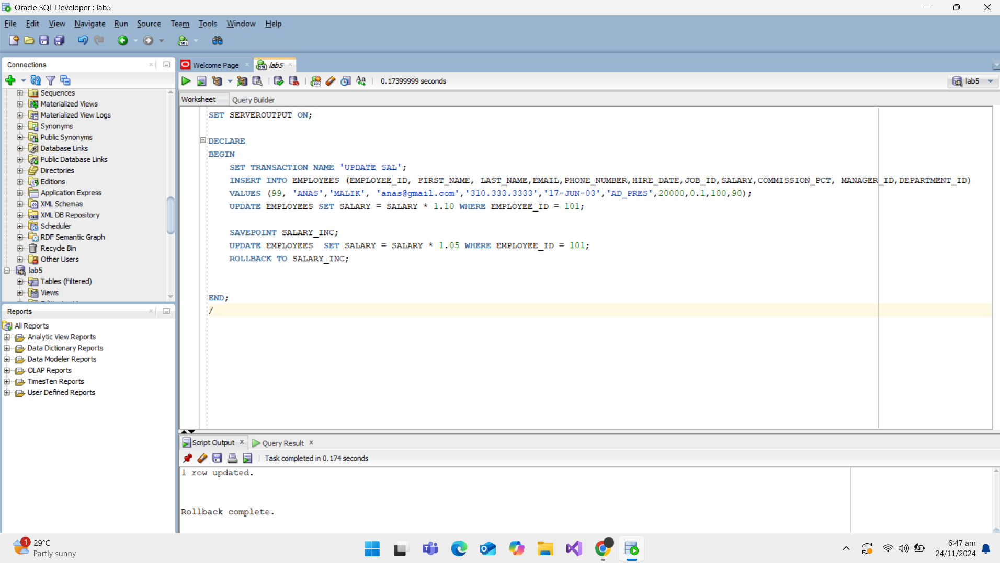 Oracle SQL Developer : lab5
File Edit View Navigate Run Source Team Tools Window Help
Connections
Sequences
Materialized Views
Materialized View Logs
Synonyms
Public Synonyms
Database Links
Public Database Links
Directories
Editions
Application Express
XML Schemas
XML DB Repository
Scheduler
RDF Semantic Graph
Recycle Bin
Other Users
lab5
Tables (Filtered)
Views
Reports
All Reports
Analytic View Reports
Data Dictionary Reports
Data Modeler Reports
OLAP Reports
TimesTen Reports
User Defined Reports
Welcome Page lab5
0.17399999 seconds lab5
Worksheet Query Builder
SET SERVEROUTPUT ON;
DECLARE
BEGIN
SET TRANSACTION NAME 'UPDATE SAL';
INSERT INTO EMPLOYEES (EMPLOYEE_ID, FIRST_NAME, LAST_NAME,EMAIL,PHONE_NUMBER,HIRE_DATE,JOB_ID,SALARY,COMMISSION_PCT, MANAGER_ID,DEPARTMENT_ID)
VALUES (99, 'ANAS','MALIK', 'anas@gmail.com','310.333.3333','17-JUN-03','AD_PRES',20000,0.1,100,90);
UPDATE EMPLOYEES SET SALARY = SALARY * 1.10 WHERE EMPLOYEE_ID = 101;
SAVEPOINT SALARY_INC;
UPDATE EMPLOYEES  SET SALARY = SALARY * 1.05 WHERE EMPLOYEE_ID = 101;
ROLLBACK TO SALARY_INC;
END;
/
Script Output Query Result
Task completed in 0.174 seconds
1 row updated.
Rollback complete.
1
29°C
Partly sunny
6:47 am
24/11/2024